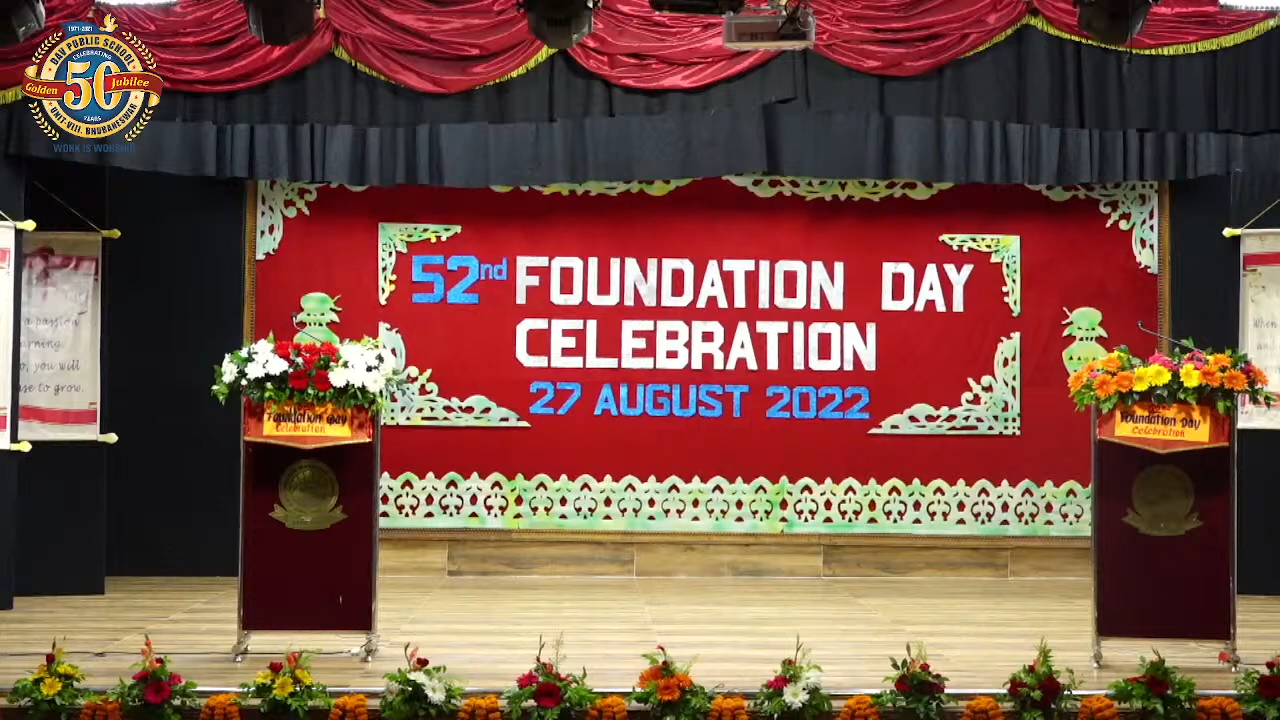 1971-2021
DAV PUBLIC SCHOOL
CELEBRATING
Golden 50 Jubilee
YEARS
UNIT-VIII, BHUBANESWAR
WORK IS WORSHIP
52nd FOUNDATION DAY
CELEBRATION
27 AUGUST 2022
a passion
arning.
o, you will
se to grow.
When
Foundation Day
Celebration
Foundation Day
Celebration